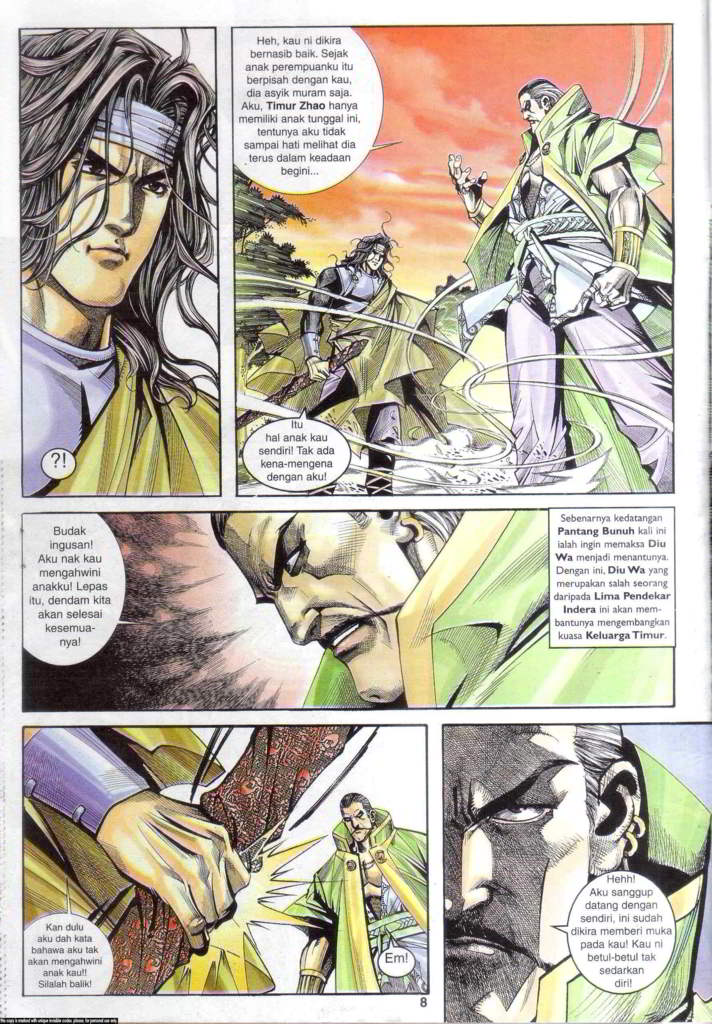 ?!
Heh, kau ni dikira
bernasib baik. Sejak
anak perempuanku itu
berpisah dengan kau,
dia asyik muram saja.
Aku, Timur Zhao hanya
memiliki anak tunggal ini,
tentunya aku tidak
sampai hati melihat dia
terus dalam keadaan
begini...
Itu
hal anak kau
sendiri! Tak ada
kena-mengena
dengan aku!
Budak
ingusan!
Aku nak kau
mengahwini
anakku! Lepas
itu, dendam kita
akan selesai
kesemua-
nya!
Sebenarnya kedatangan
Pantang Bunuh kali ini
ialah ingin memaksa Diu
Wa menjadi menantunya.
Dengan ini, Diu Wa yang
merupakan salah seorang
daripada Lima Pendekar
Indera ini akan mem-
bantunya mengembangkan
kuasa Keluarga Timur.
Kan dulu
aku dah kata
bahawa aku tak
akan mengahwini
anak kau!!
Silalah balik!
Em!
Hehh!
Aku sanggup
datang dengan
sendiri, ini sudah
dikira memberi muka
pada kau! Kau ni
betul-betul tak
sedarkan
diri!
8